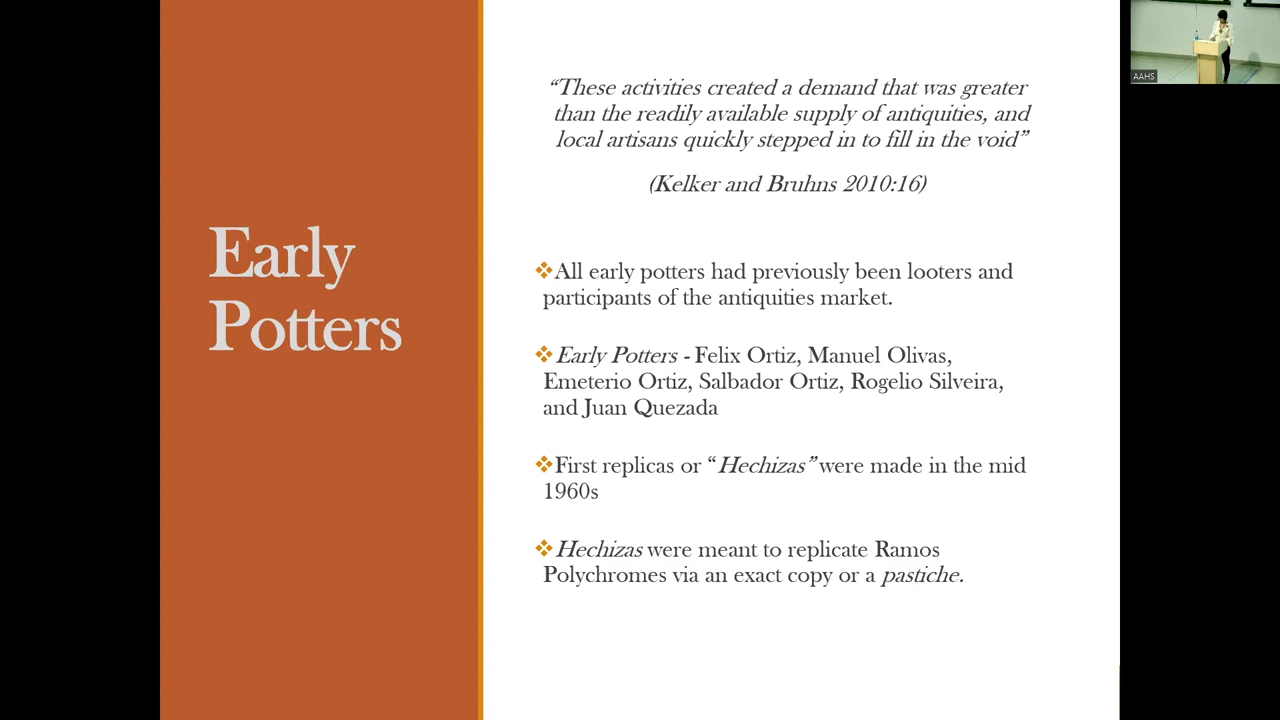 Early
Potters
“These activities created a demand that was greater
than the readily available supply of antiquities, and
local artisans quickly stepped in to fill in the void”
(Kelker and Bruhns 2010:16)
❖All early potters had previously been looters and
participants of the antiquities market.
❖Early Potters - Felix Ortiz, Manuel Olivas,
Emeterio Ortiz, Salbador Ortiz, Rogelio Silveira,
and Juan Quezada
❖First replicas or “Hechizas” were made in the mid
1960s
❖Hechizas were meant to replicate Ramos
Polychromes via an exact copy or a pastiche.
AAHS